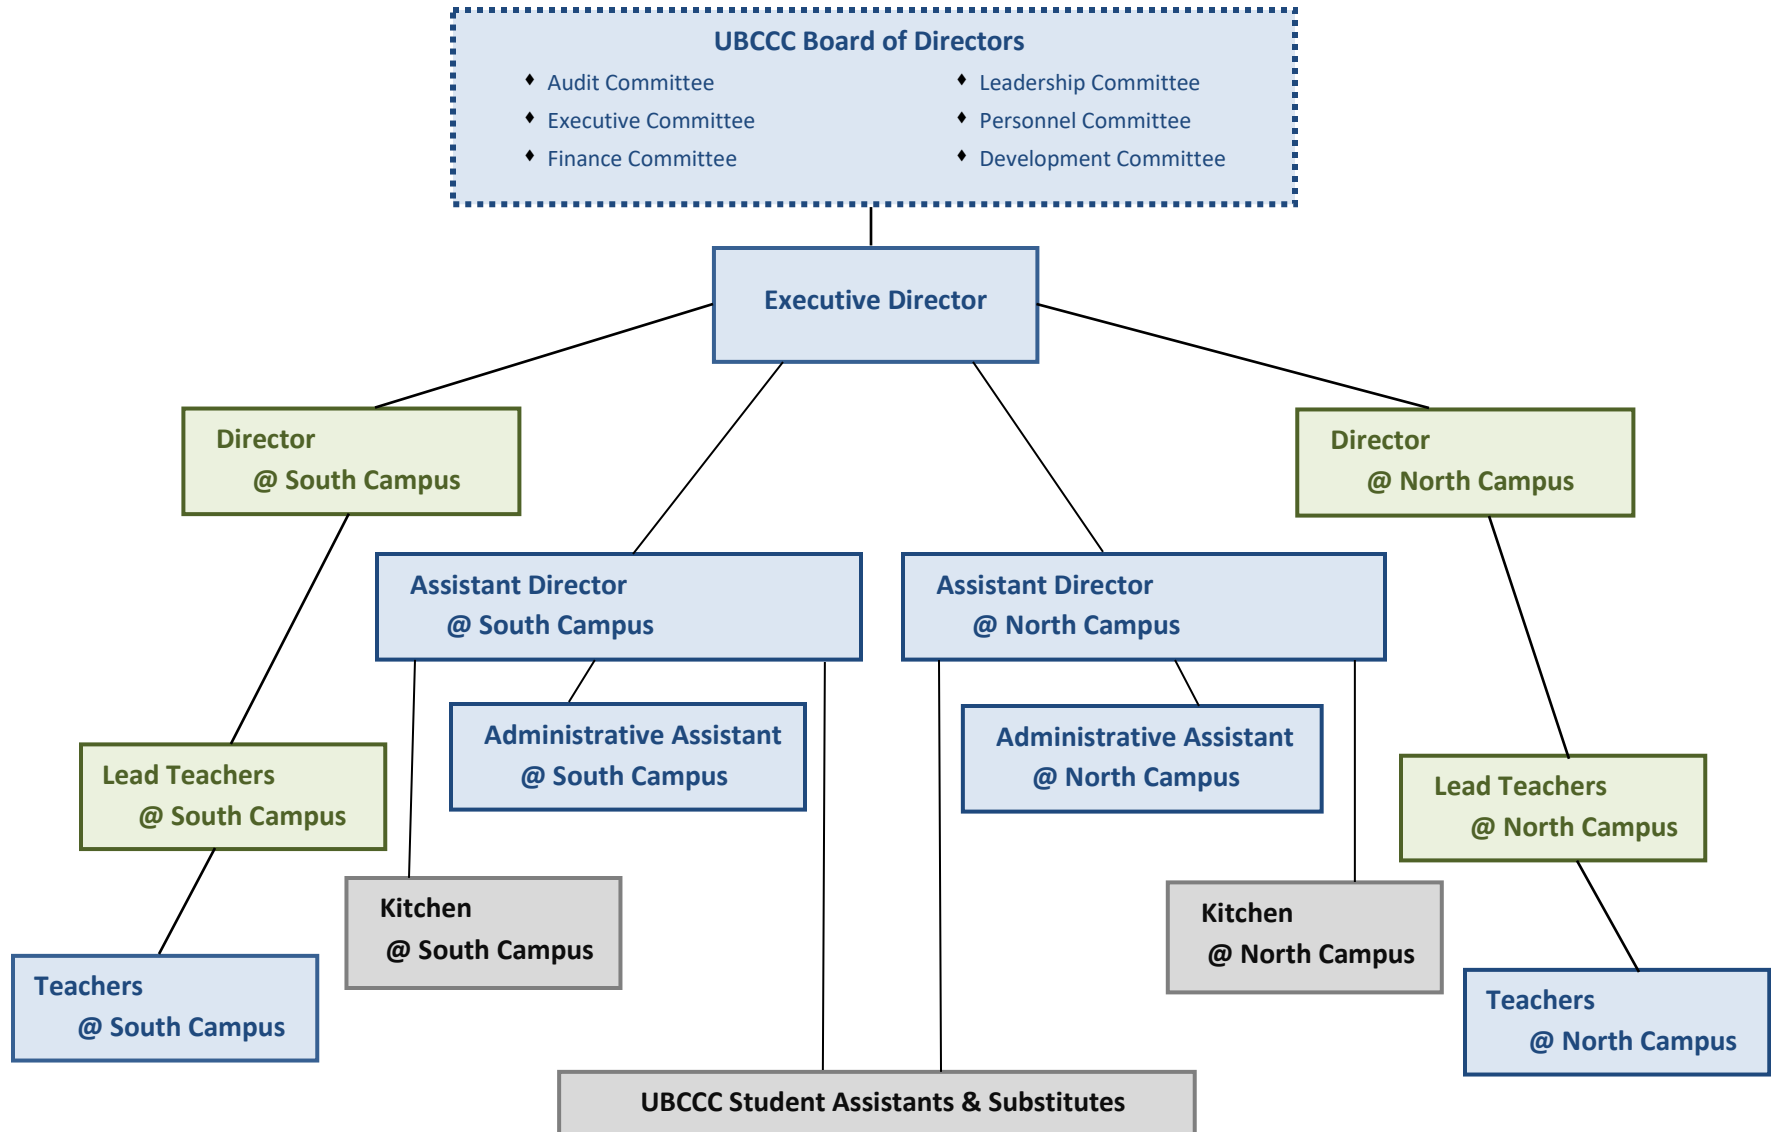 UBCCC Board of Directors
♦ Audit Committee
♦ Executive Committee
♦ Finance Committee
♦ Leadership Committee
♦ Personnel Committee
♦ Development Committee
Executive Director
Director
@ South Campus
Director
@ North Campus
Assistant Director
@ South Campus
Assistant Director
@ North Campus
Administrative Assistant
@ South Campus
Administrative Assistant
@ North Campus
Lead Teachers
@ South Campus
Lead Teachers
@ North Campus
Kitchen
@ South Campus
Kitchen
@ North Campus
Teachers
@ South Campus
Teachers
@ North Campus
UBCCC Student Assistants & Substitutes